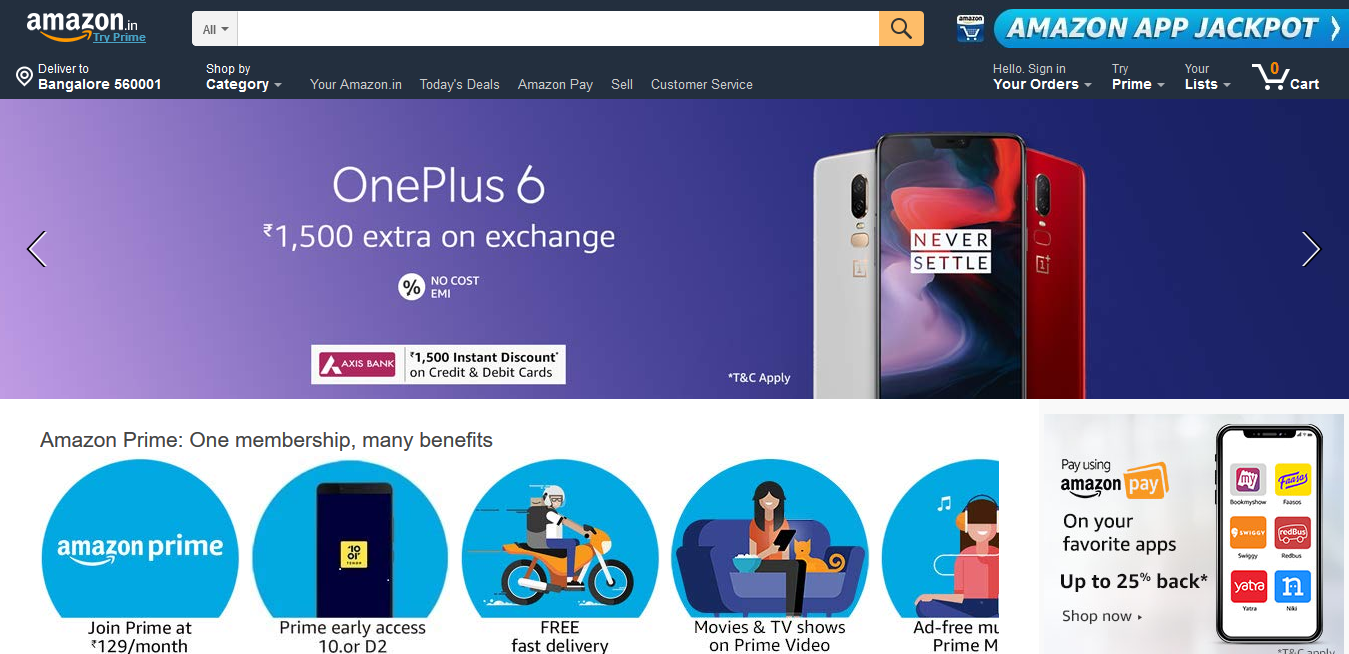 amazon.in
Try Prime
All
amazon
AMAZON APP JACKPOT
Deliver to
Bangalore 560001
Shop by
Category
Your Amazon.in
Today's Deals
Amazon Pay
Sell
Customer Service
Hello. Sign in
Your Orders
Try
Prime
Your
Lists
0
Cart
OnePlus 6
₹1,500 extra on exchange
% NO COST
EMI
NEVER
SETTLE
AXIS BANK
₹1,500 Instant Discount*
on Credit & Debit Cards
*T&C Apply
Amazon Prime: One membership, many benefits
amazon prime
10
or
Join Prime at
₹129/month
Prime early access
10.or D2
FREE
fast delivery
Movies & TV shows
on Prime Video
Ad-free mu
Prime M
Pay using
amazon pay
On your
favorite apps
Up to 25% back*
Shop now
my
Bookmyshow
Faasos
Faasos
SWIGGY
Swiggy
redBus
Redbus
yatra
Yatra
n
Niki
*T&C apply